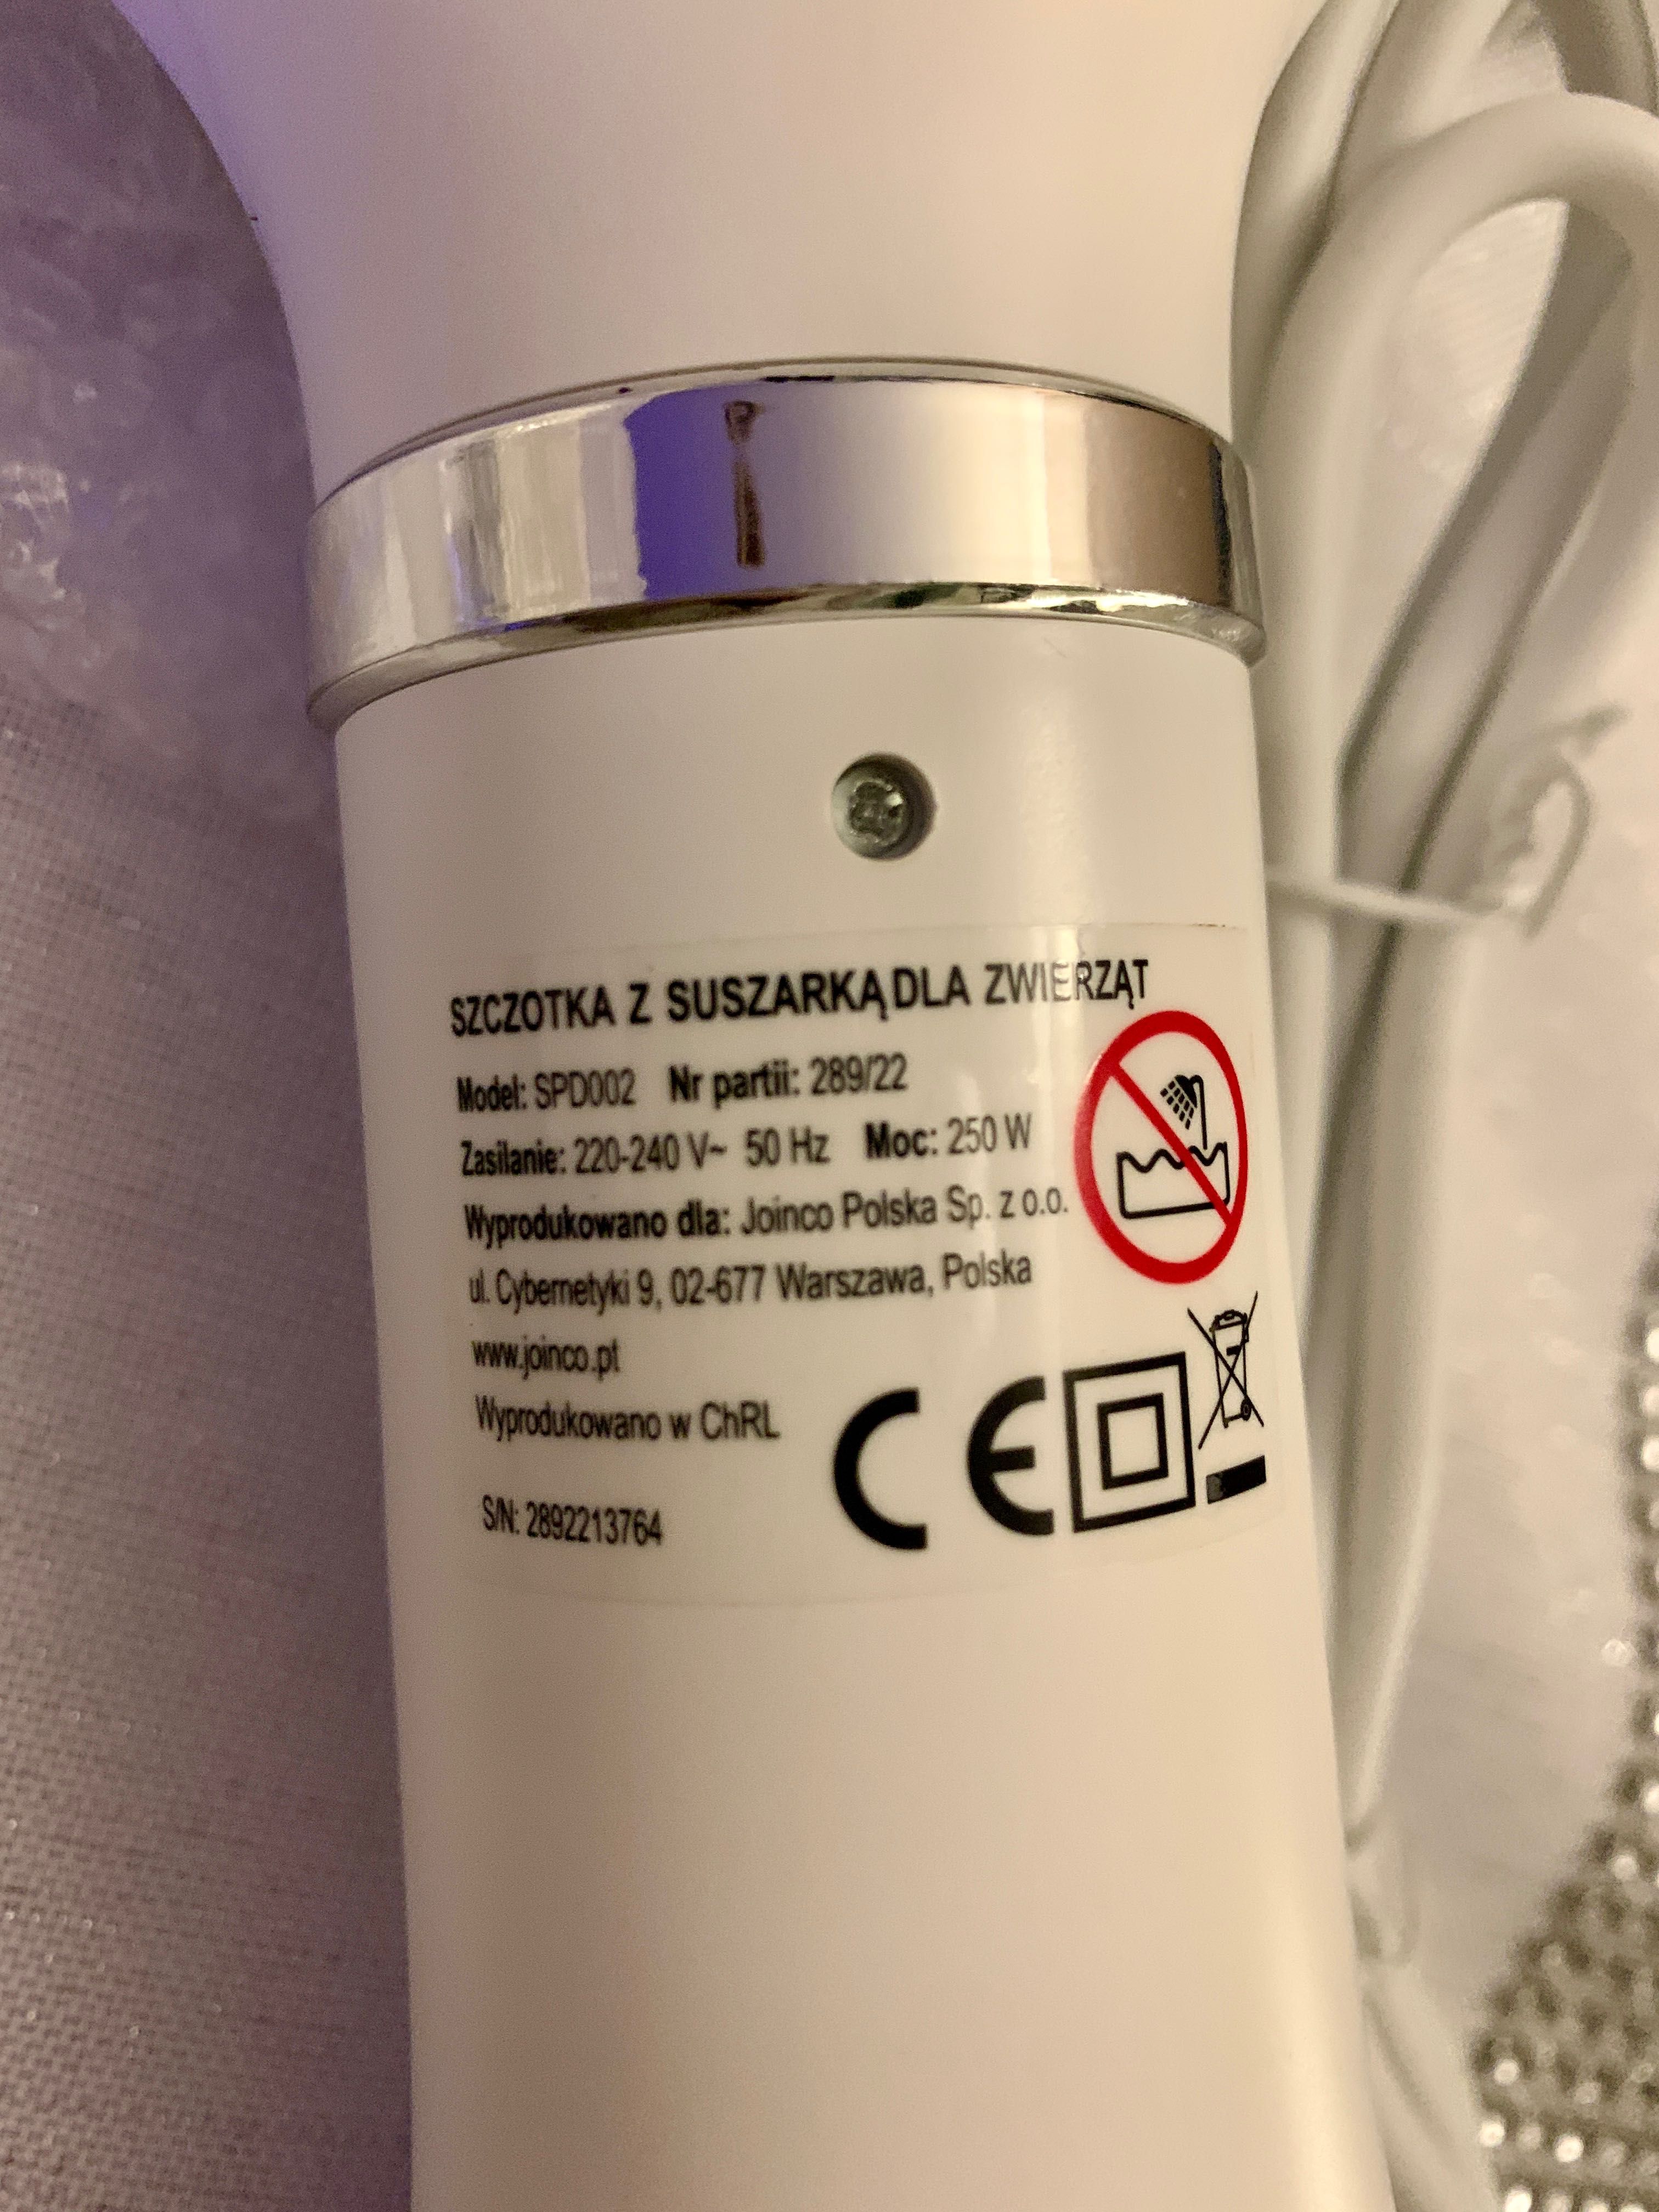 SZCZOTKA Z SUSZARKĄ DLA ZWIERZĄT
Model: SPD002 Nr partii: 289/22
Zasilanie: 220-240 V~ 50 Hz Moc: 250 W
Wyprodukowano dla: Joinco Polska Sp. z o.o.
ul. Cybernetyki 9, 02-677 Warszawa, Polska
www.joinco.pt
Wyprodukowano w ChRL
CE
S/N: 2892213764